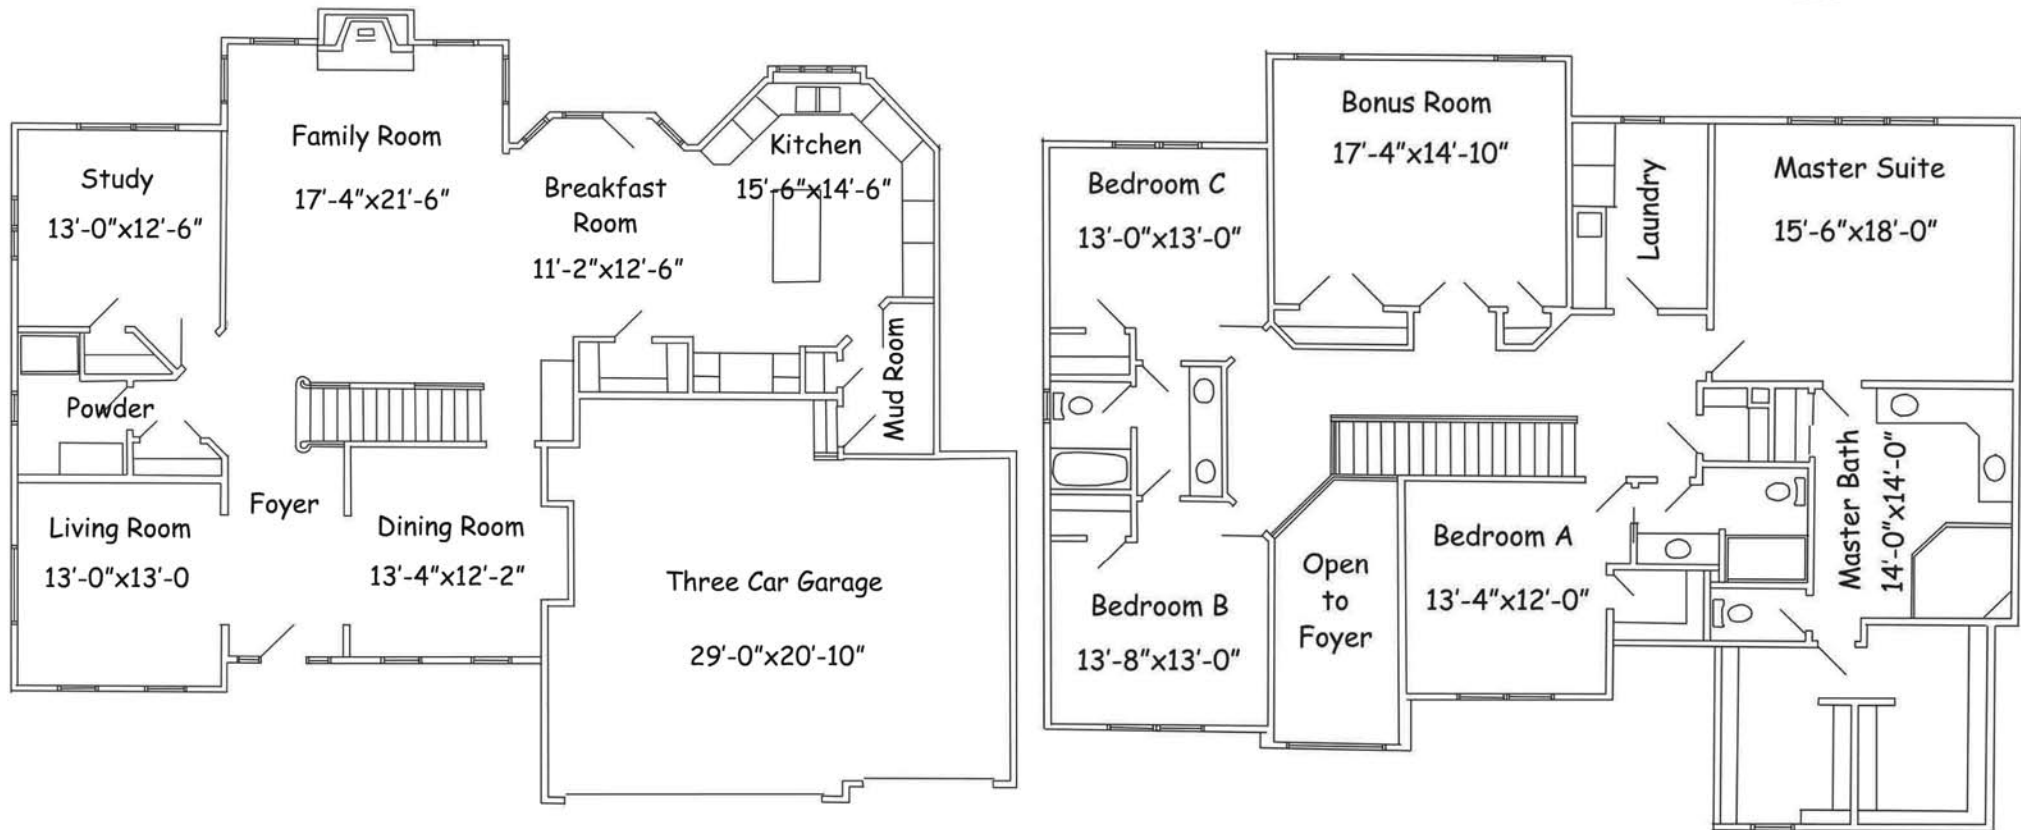 Family Room
17'-4"x21'-6"
Study
13'-0"x12'-6"
Breakfast
Room
11'-2"x12'-6"
Kitchen
15'-6"x14'-6"
Mud Room
Powder
Foyer
Living Room
13'-0"x13'-0
Dining Room
13'-4"x12'-2"
Three Car Garage
29'-0"x20'-10"
Bonus Room
17'-4"x14'-10"
Bedroom C
13'-0"x13'-0"
Laundry
Master Suite
15'-6"x18'-0"
Master Bath
14'-0"x14'-0"
Bedroom A
13'-4"x12'-0"
Open
to
Foyer
Bedroom B
13'-8"x13'-0"